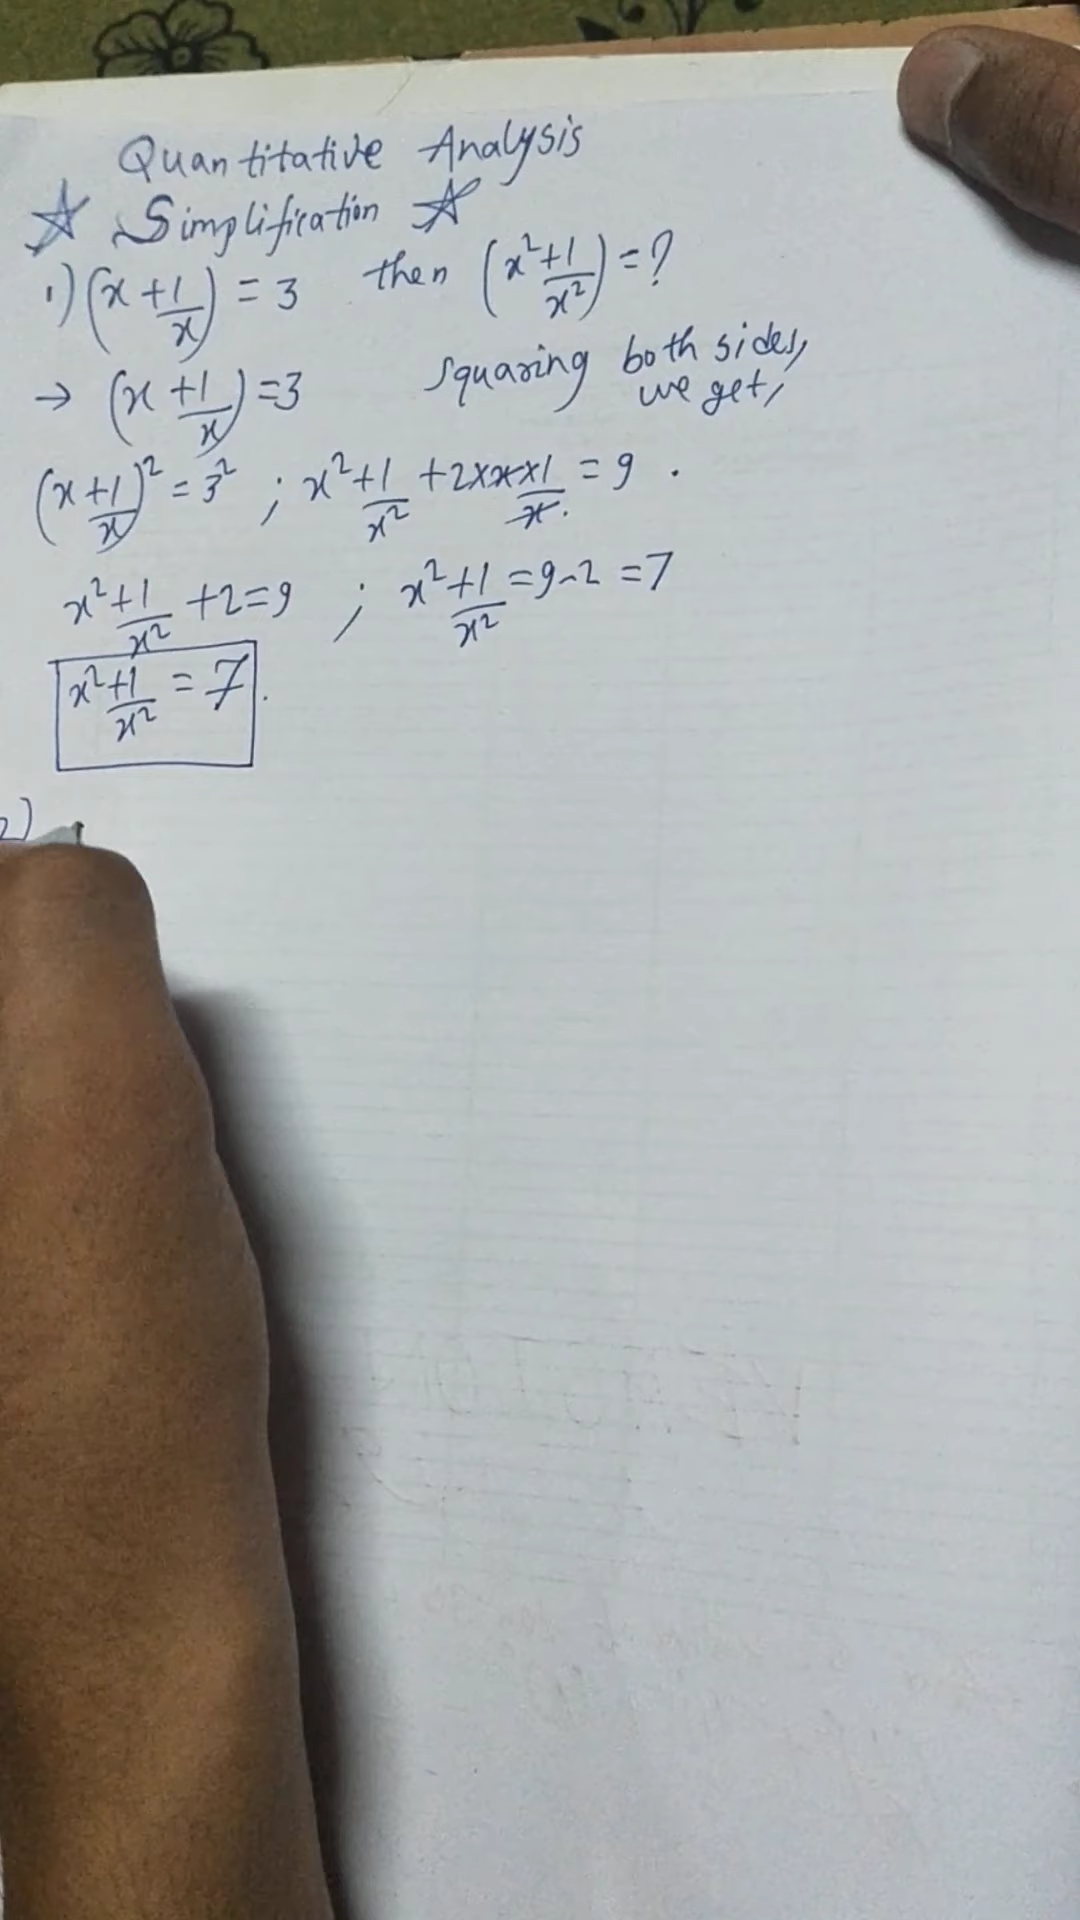 Quantitative Analysis
☆ Simplification ☆
1) (x + 1/x) = 3 then (x² + 1/x²) = ?
→ (x + 1/x) = 3 squaring both sides,
we get,
(x + 1/x)² = 3² ; x² + 1/x² + 2 × x × 1/x = 9 .
x² + 1/x² + 2 = 9 ; x² + 1/x² = 9 - 2 = 7
x² + 1/x² = 7 .
2)